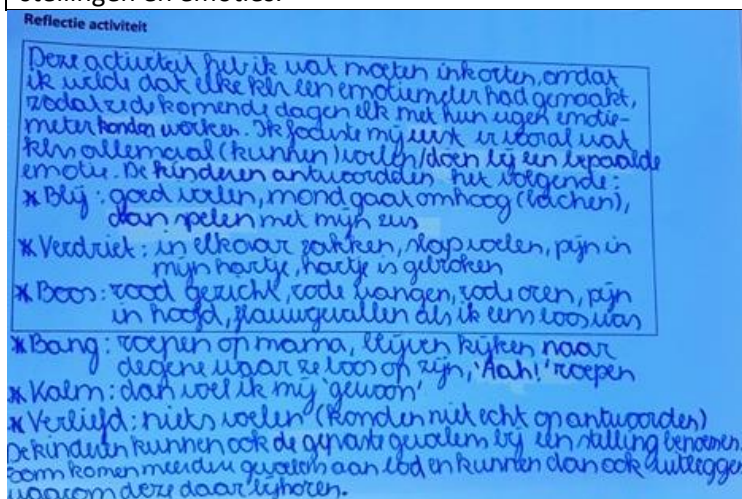 stellingen en emoties.
Reflectie activiteit
Deze activiteit heb ik wat moeten inkorten, omdat
ik wilde dat elke klr een emotiemeter had gemaakt,
zodat ze de komende dagen elk met hun eigen emotie-
meter konden werken. Ik focuste mij eerst vooral wat
klrs allemaal (kunnen) voelen/doen bij een bepaalde
emotie. De kinderen antwoordden het volgende:
* Blij: goed voelen, mond gaat omhoog (lachen),
dan spelen met mijn zus
* Verdriet: in elkaar zakken, slap voelen, pijn in
mijn hartje, hartje is gebroken
* Boos: rood gezicht, rode wangen, rode oren, pijn
in hoofd, flauwgevallen als ik eens boos was
* Bang: roepen op mama, blijven kijken naar
degene waar ze boos op zijn, 'Aah!' roepen
* Kalm: dan voel ik mij 'gewoon'
* Verliefd: niets voelen (konden niet echt op antwoorden)
De kinderen kunnen ook de gepaste gevoelens bij een stelling benoemen.
Soms komen meerdere gevoelens aan bod en kunnen dan ook uitleggen
waarom deze daar bijhoren.